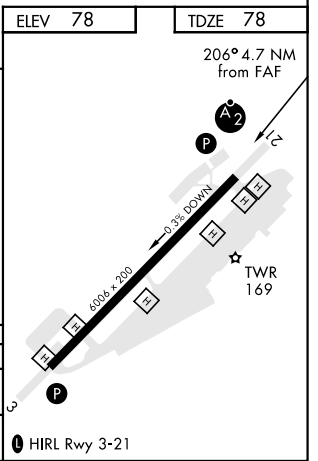 ELEV 78
TDZE 78
206° 4.7 NM
from FAF
A2
P
21
0.3% DOWN
H
H
H
6006 x 200
TWR
169
H
H
H
P
3
L HIRL Rwy 3-21